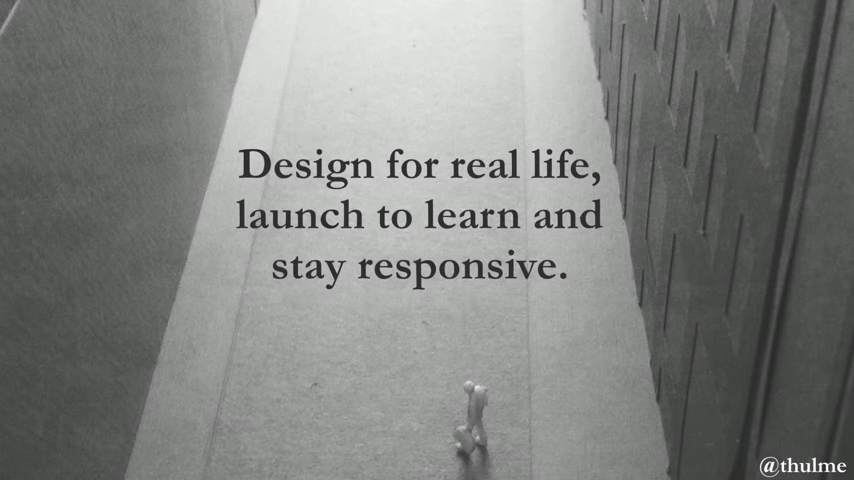 Design for real life,
launch to learn and
stay responsive.
@thulme